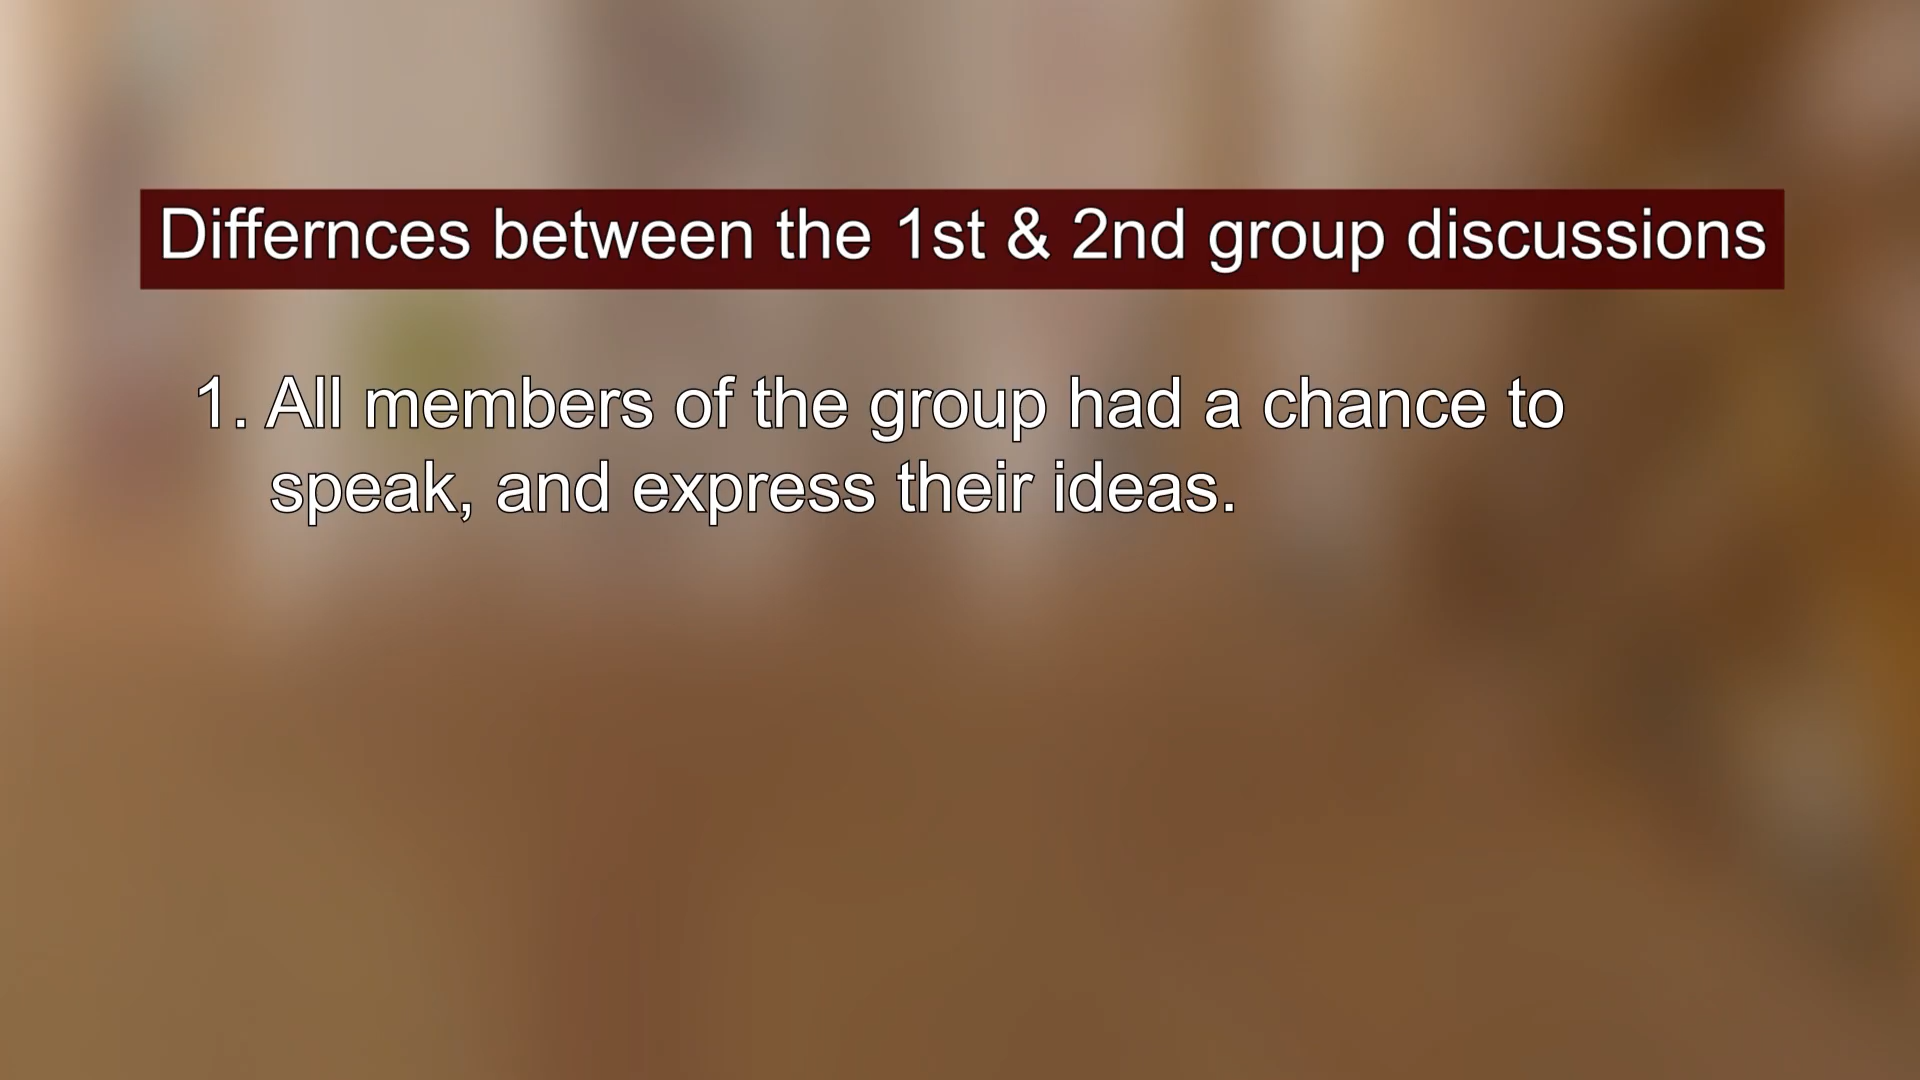 Differnces between the 1st & 2nd group discussions
1. All members of the group had a chance to
speak, and express their ideas.